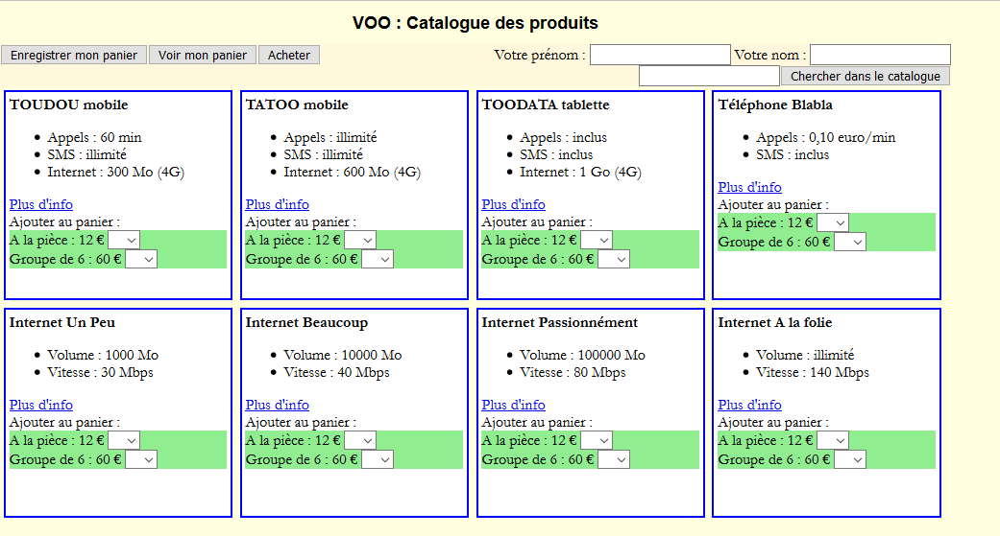 VOO : Catalogue des produits
Enregistrer mon panier Voir mon panier Acheter Votre prénom : Votre nom :
Chercher dans le catalogue
TOUDOU mobile
Appels : 60 min
SMS : illimité
Internet : 300 Mo (4G)
Plus d'info
Ajouter au panier :
A la pièce : 12 €
Groupe de 6 : 60 €
TATOO mobile
Appels : illimité
SMS : illimité
Internet : 600 Mo (4G)
Plus d'info
Ajouter au panier :
A la pièce : 12 €
Groupe de 6 : 60 €
TOODATA tablette
Appels : inclus
SMS : inclus
Internet : 1 Go (4G)
Plus d'info
Ajouter au panier :
A la pièce : 12 €
Groupe de 6 : 60 €
Téléphone Blabla
Appels : 0,10 euro/min
SMS : inclus
Plus d'info
Ajouter au panier :
A la pièce : 12 €
Groupe de 6 : 60 €
Internet Un Peu
Volume : 1000 Mo
Vitesse : 30 Mbps
Plus d'info
Ajouter au panier :
A la pièce : 12 €
Groupe de 6 : 60 €
Internet Beaucoup
Volume : 10000 Mo
Vitesse : 40 Mbps
Plus d'info
Ajouter au panier :
A la pièce : 12 €
Groupe de 6 : 60 €
Internet Passionnément
Volume : 100000 Mo
Vitesse : 80 Mbps
Plus d'info
Ajouter au panier :
A la pièce : 12 €
Groupe de 6 : 60 €
Internet A la folie
Volume : illimité
Vitesse : 140 Mbps
Plus d'info
Ajouter au panier :
A la pièce : 12 €
Groupe de 6 : 60 €